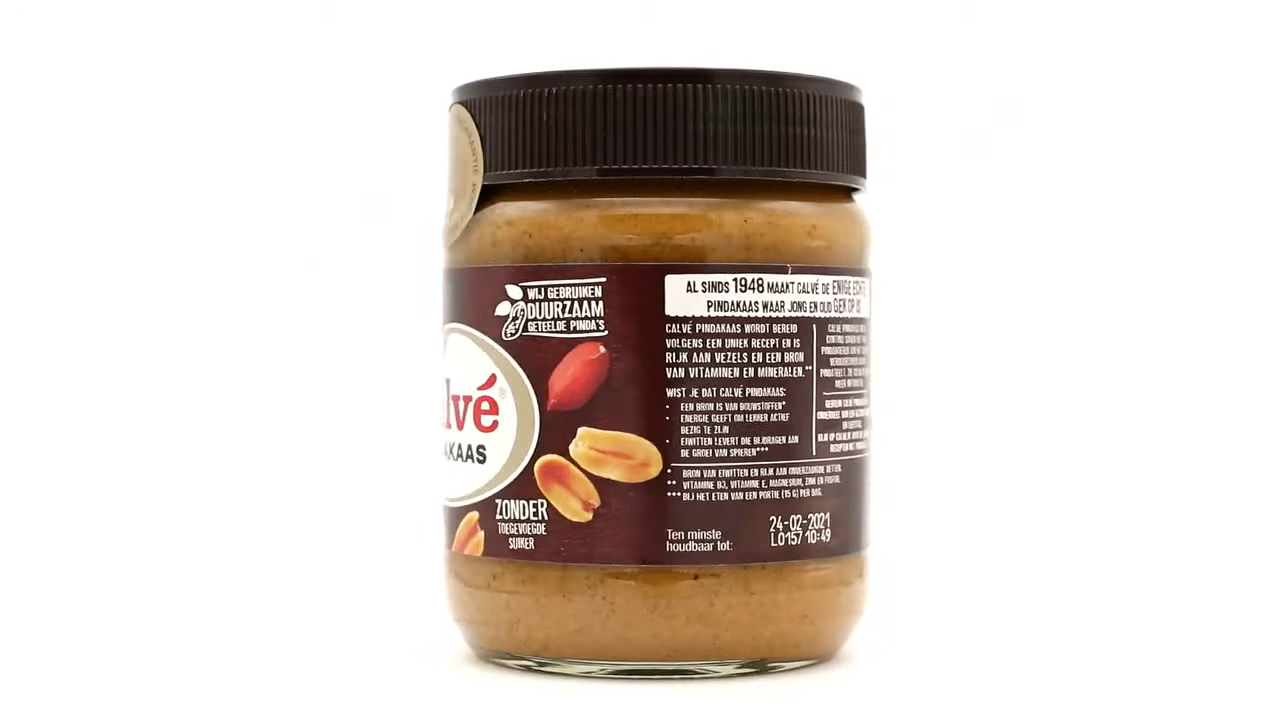 WIJ GEBRUIKEN
DUURZAAM
GETEELDE PINDA'S
lvé
AKAAS
ZONDER
TOEGEVOEGDE
SUIKER
AL SINDS 1948 MAAKT CALVÉ DE ENIGE ECHTE
PINDAKAAS WAAR JONG EN OUD GEK OP IS
CALVÉ PINDAKAAS WORDT BEREID
VOLGENS EEN UNIEK RECEPT EN IS
RIJK AAN VEZELS EN EEN BRON
VAN VITAMINEN EN MINERALEN.**
WIST JE DAT CALVÉ PINDAKAAS:
• EEN BRON IS VAN BOUWSTOFFEN*
• ENERGIE GEEFT OM LEKKER ACTIEF
BEZIG TE ZIJN
• EIWITTEN LEVERT DIE BIJDRAGEN AAN
DE GROEI VAN SPIEREN***
* BRON VAN EIWITTEN EN RIJK AAN ONVERZADIGDE VETTEN.
** VITAMINE B3, VITAMINE E, MAGNESIUM, ZINK EN FOSFOR.
*** BIJ HET ETEN VAN EEN PORTIE (15 G) PER DAG.
Ten minste
houdbaar tot:
24-02-2021
L0157 10:49